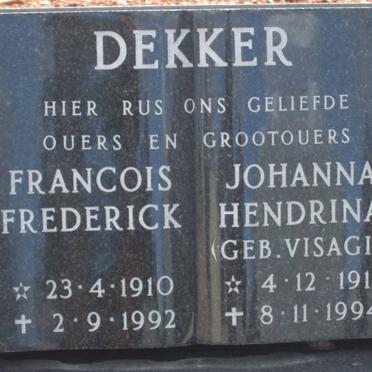 DEKKER
HIER RUS ONS GELIEFDE
OUERS EN GROOTOUERS
FRANCOIS
FREDERICK
☆ 23·4·1910
✝ 2·9·1992
JOHANNA
HENDRINA
(GEB. VISAGI
☆ 4·12·191
✝ 8·11·1994